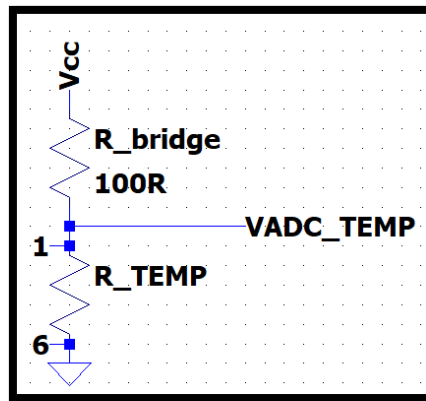 Vcc
R_bridge
100R
VADC_TEMP
1
R_TEMP
6